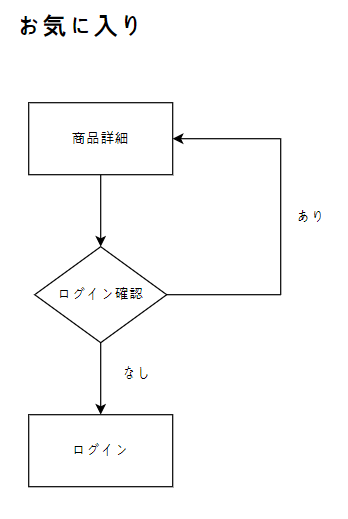 お気に入り
商品詳細
あり
ログイン確認
なし
ログイン